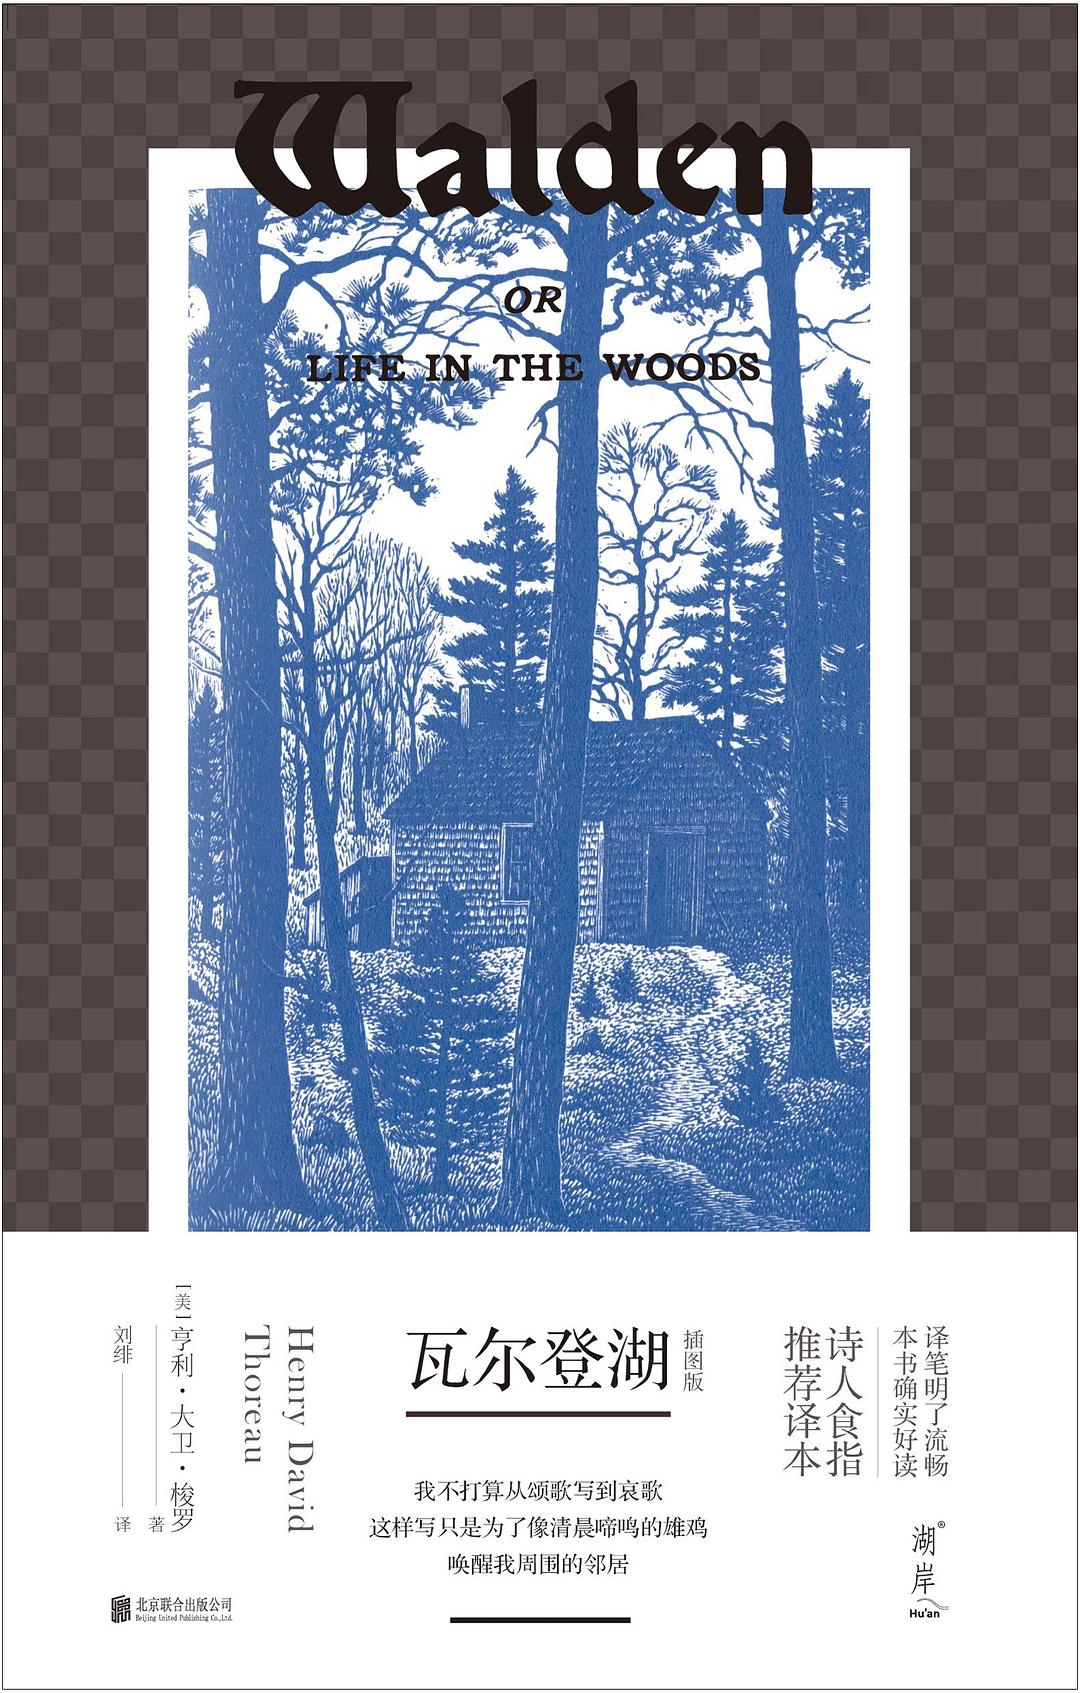 Walden
OR
LIFE IN THE WOODS
译笔明了流畅
本书确实好读
诗人食指
推荐译本
瓦尔登湖
插图版
我不打算从颂歌写到哀歌
这样写只是为了像清晨啼鸣的雄鸡
唤醒我周围的邻居
Henry David
Thoreau
[美]亨利·大卫·梭罗 著
刘绯 译
北京联合出版公司
Beijing United Publishing Co.,Ltd.
湖岸®
Hu'an